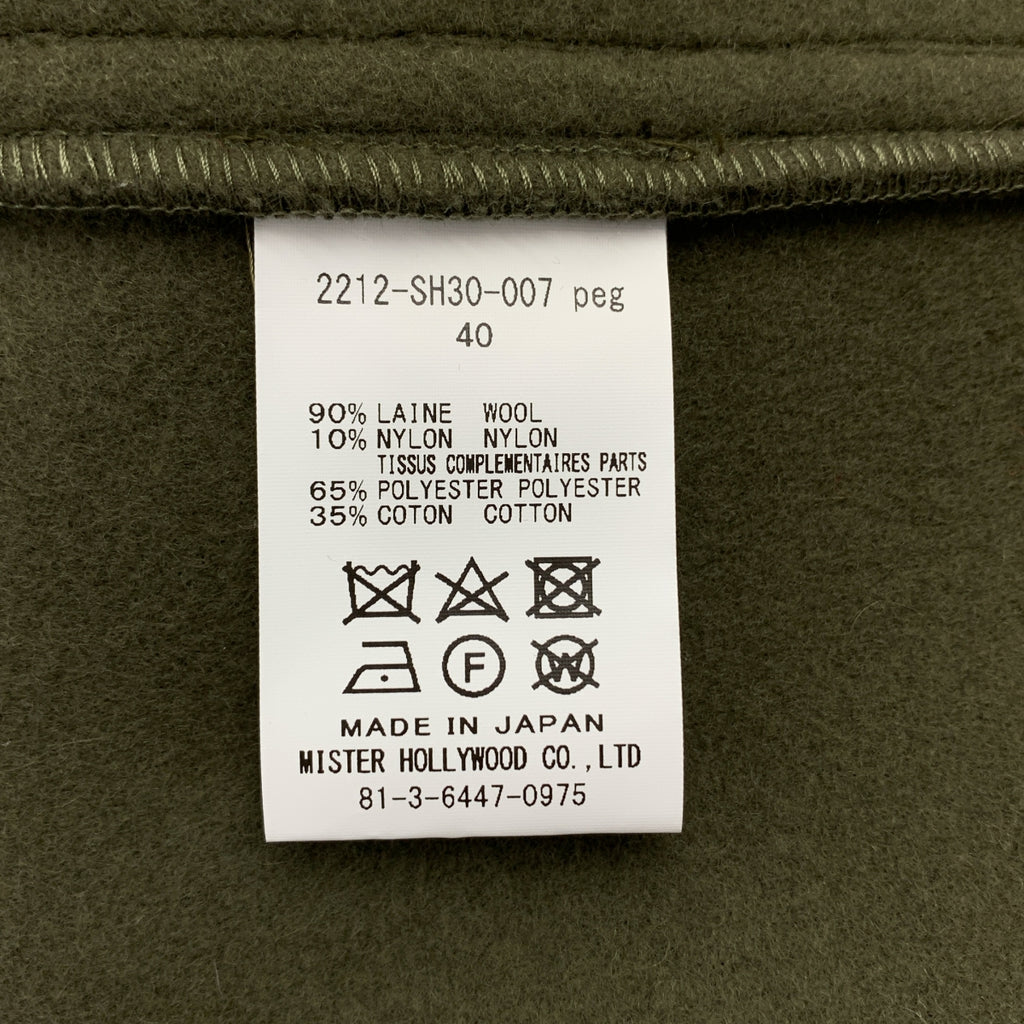 2212-SH30-007 peg
40
90% LAINE WOOL
10% NYLON NYLON
TISSUS COMPLEMENTAIRES PARTS
65% POLYESTER POLYESTER
35% COTON COTTON
F W
MADE IN JAPAN
MISTER HOLLYWOOD CO.,LTD
81-3-6447-0975